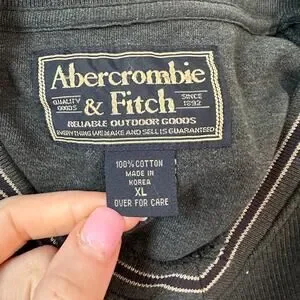 Abercrombie
QUALITY GOODS & Fitch SINCE 1892
RELIABLE OUTDOOR GOODS
EVERYTHING WE MAKE AND SELL IS GUARANTEED
100% COTTON
MADE IN
KOREA
XL
OVER FOR CARE